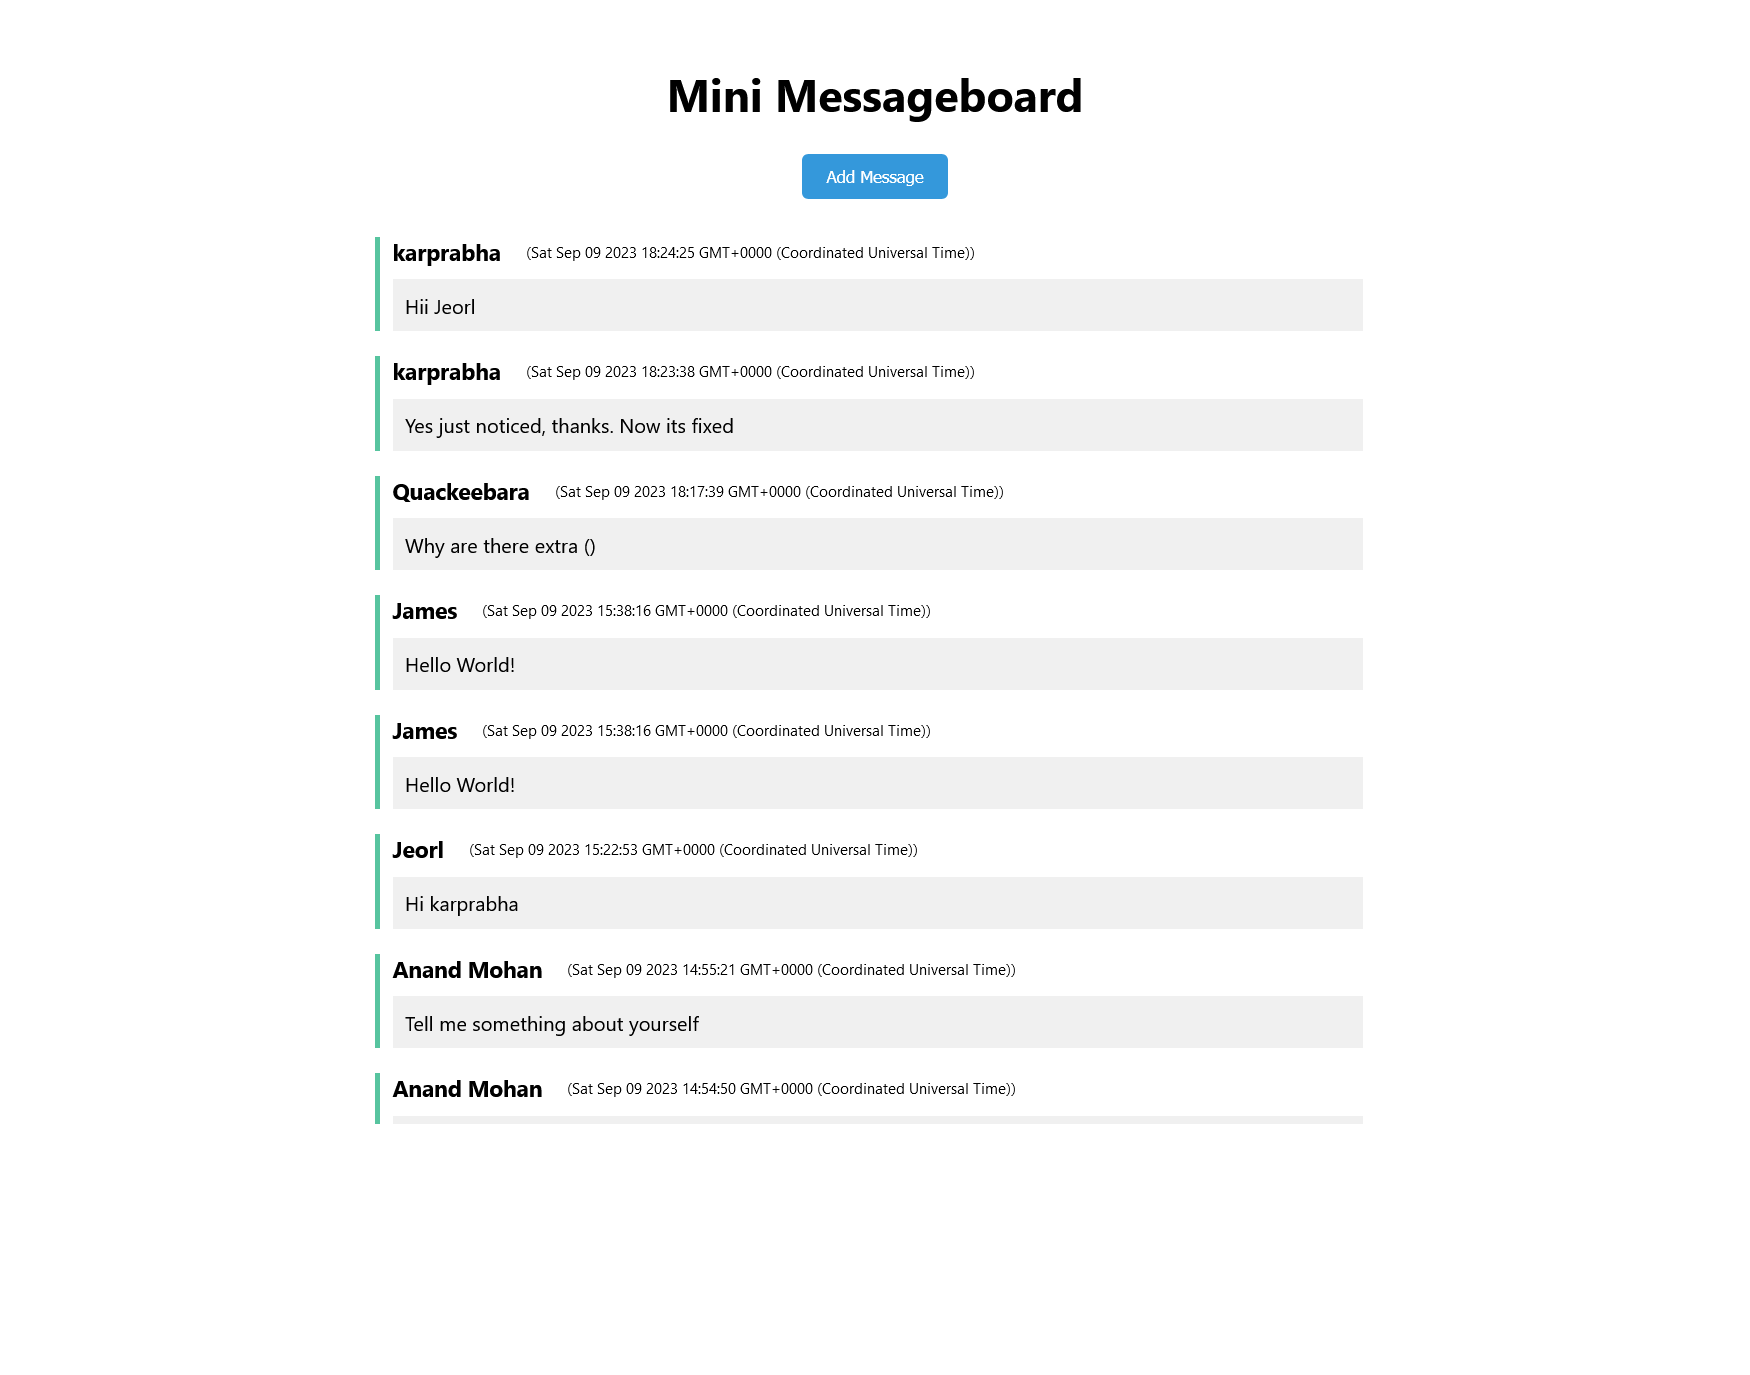 Mini Messageboard
Add Message
karprabha (Sat Sep 09 2023 18:24:25 GMT+0000 (Coordinated Universal Time))
Hii Jeorl
karprabha (Sat Sep 09 2023 18:23:38 GMT+0000 (Coordinated Universal Time))
Yes just noticed, thanks. Now its fixed
Quackeebara (Sat Sep 09 2023 18:17:39 GMT+0000 (Coordinated Universal Time))
Why are there extra ()
James (Sat Sep 09 2023 15:38:16 GMT+0000 (Coordinated Universal Time))
Hello World!
James (Sat Sep 09 2023 15:38:16 GMT+0000 (Coordinated Universal Time))
Hello World!
Jeorl (Sat Sep 09 2023 15:22:53 GMT+0000 (Coordinated Universal Time))
Hi karprabha
Anand Mohan (Sat Sep 09 2023 14:55:21 GMT+0000 (Coordinated Universal Time))
Tell me something about yourself
Anand Mohan (Sat Sep 09 2023 14:54:50 GMT+0000 (Coordinated Universal Time))